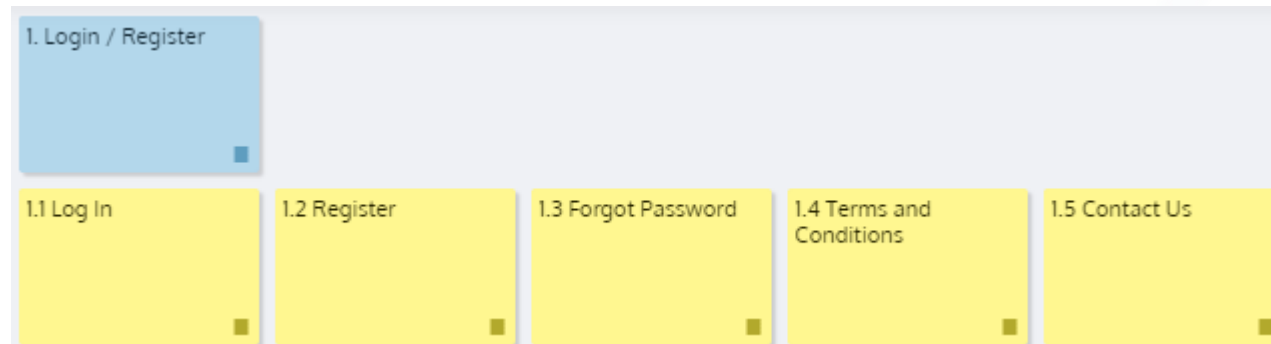 1. Login / Register
1.1 Log In
1.2 Register
1.3 Forgot Password
1.4 Terms and
Conditions
1.5 Contact Us